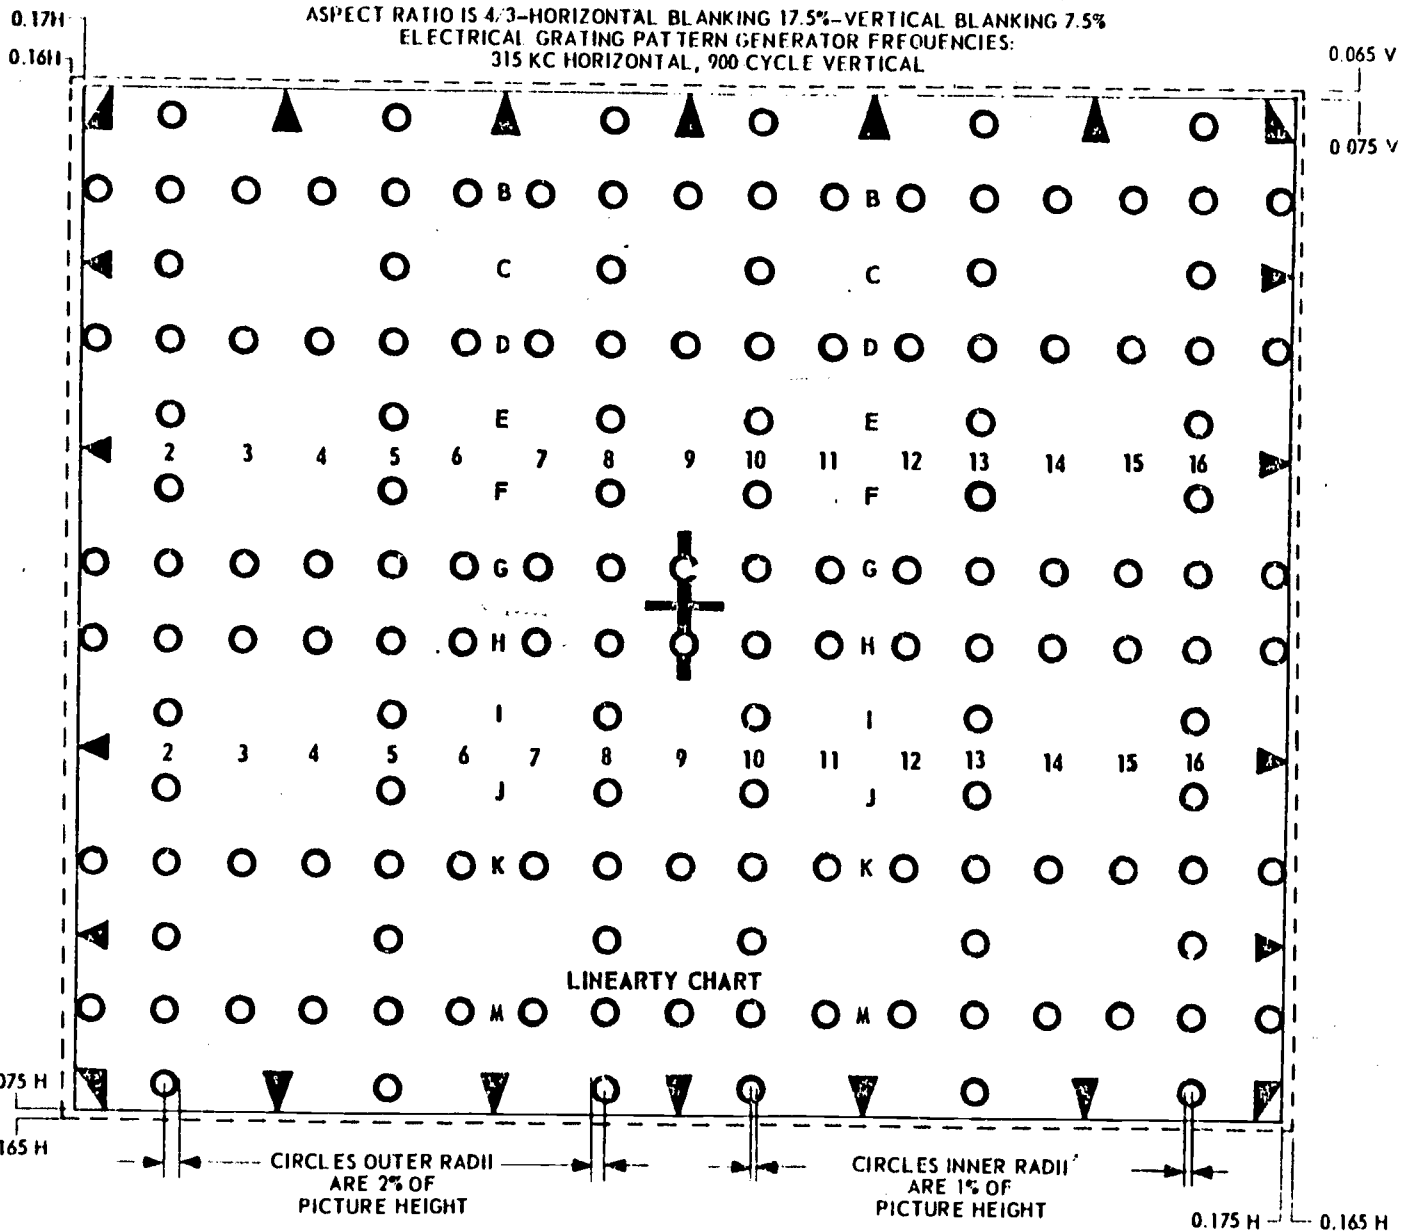 0.17H
ASPECT RATIO IS 4/3-HORIZONTAL BLANKING 17.5%-VERTICAL BLANKING 7.5%
ELECTRICAL GRATING PATTERN GENERATOR FREQUENCIES:
0.16H
315 KC HORIZONTAL, 900 CYCLE VERTICAL
0.065 V
0 075 V
B B
C C
D D
E E
2 3 4 5 6 7 8 9 10 11 12 13 14 15 16
F F
G G
H H
I I
2 3 4 5 6 7 8 9 10 11 12 13 14 15 16
J J
K K
LINEARTY CHART
M M
075 H
165 H
CIRCLES OUTER RADII
ARE 2% OF
PICTURE HEIGHT
CIRCLES INNER RADII
ARE 1% OF
PICTURE HEIGHT
0.175 H
0.165 H